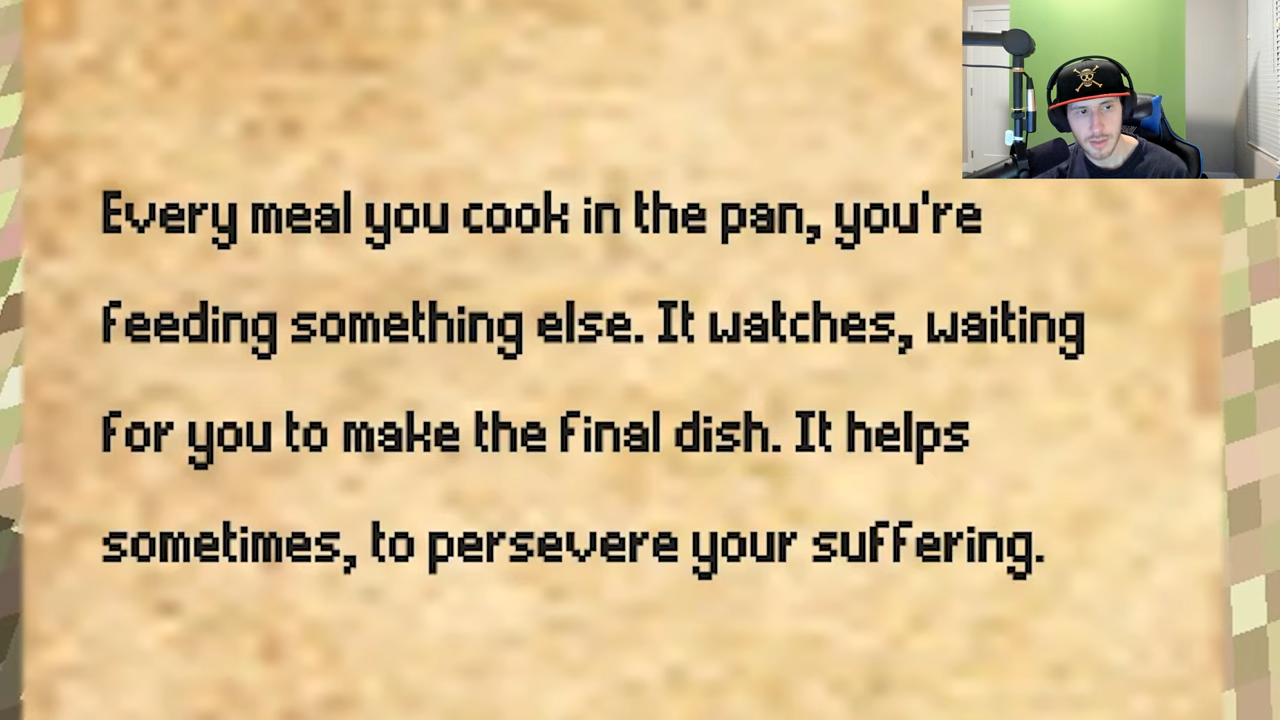 Every meal you cook in the pan, you're
feeding something else. It watches, waiting
for you to make the final dish. It helps
sometimes, to persevere your suffering.